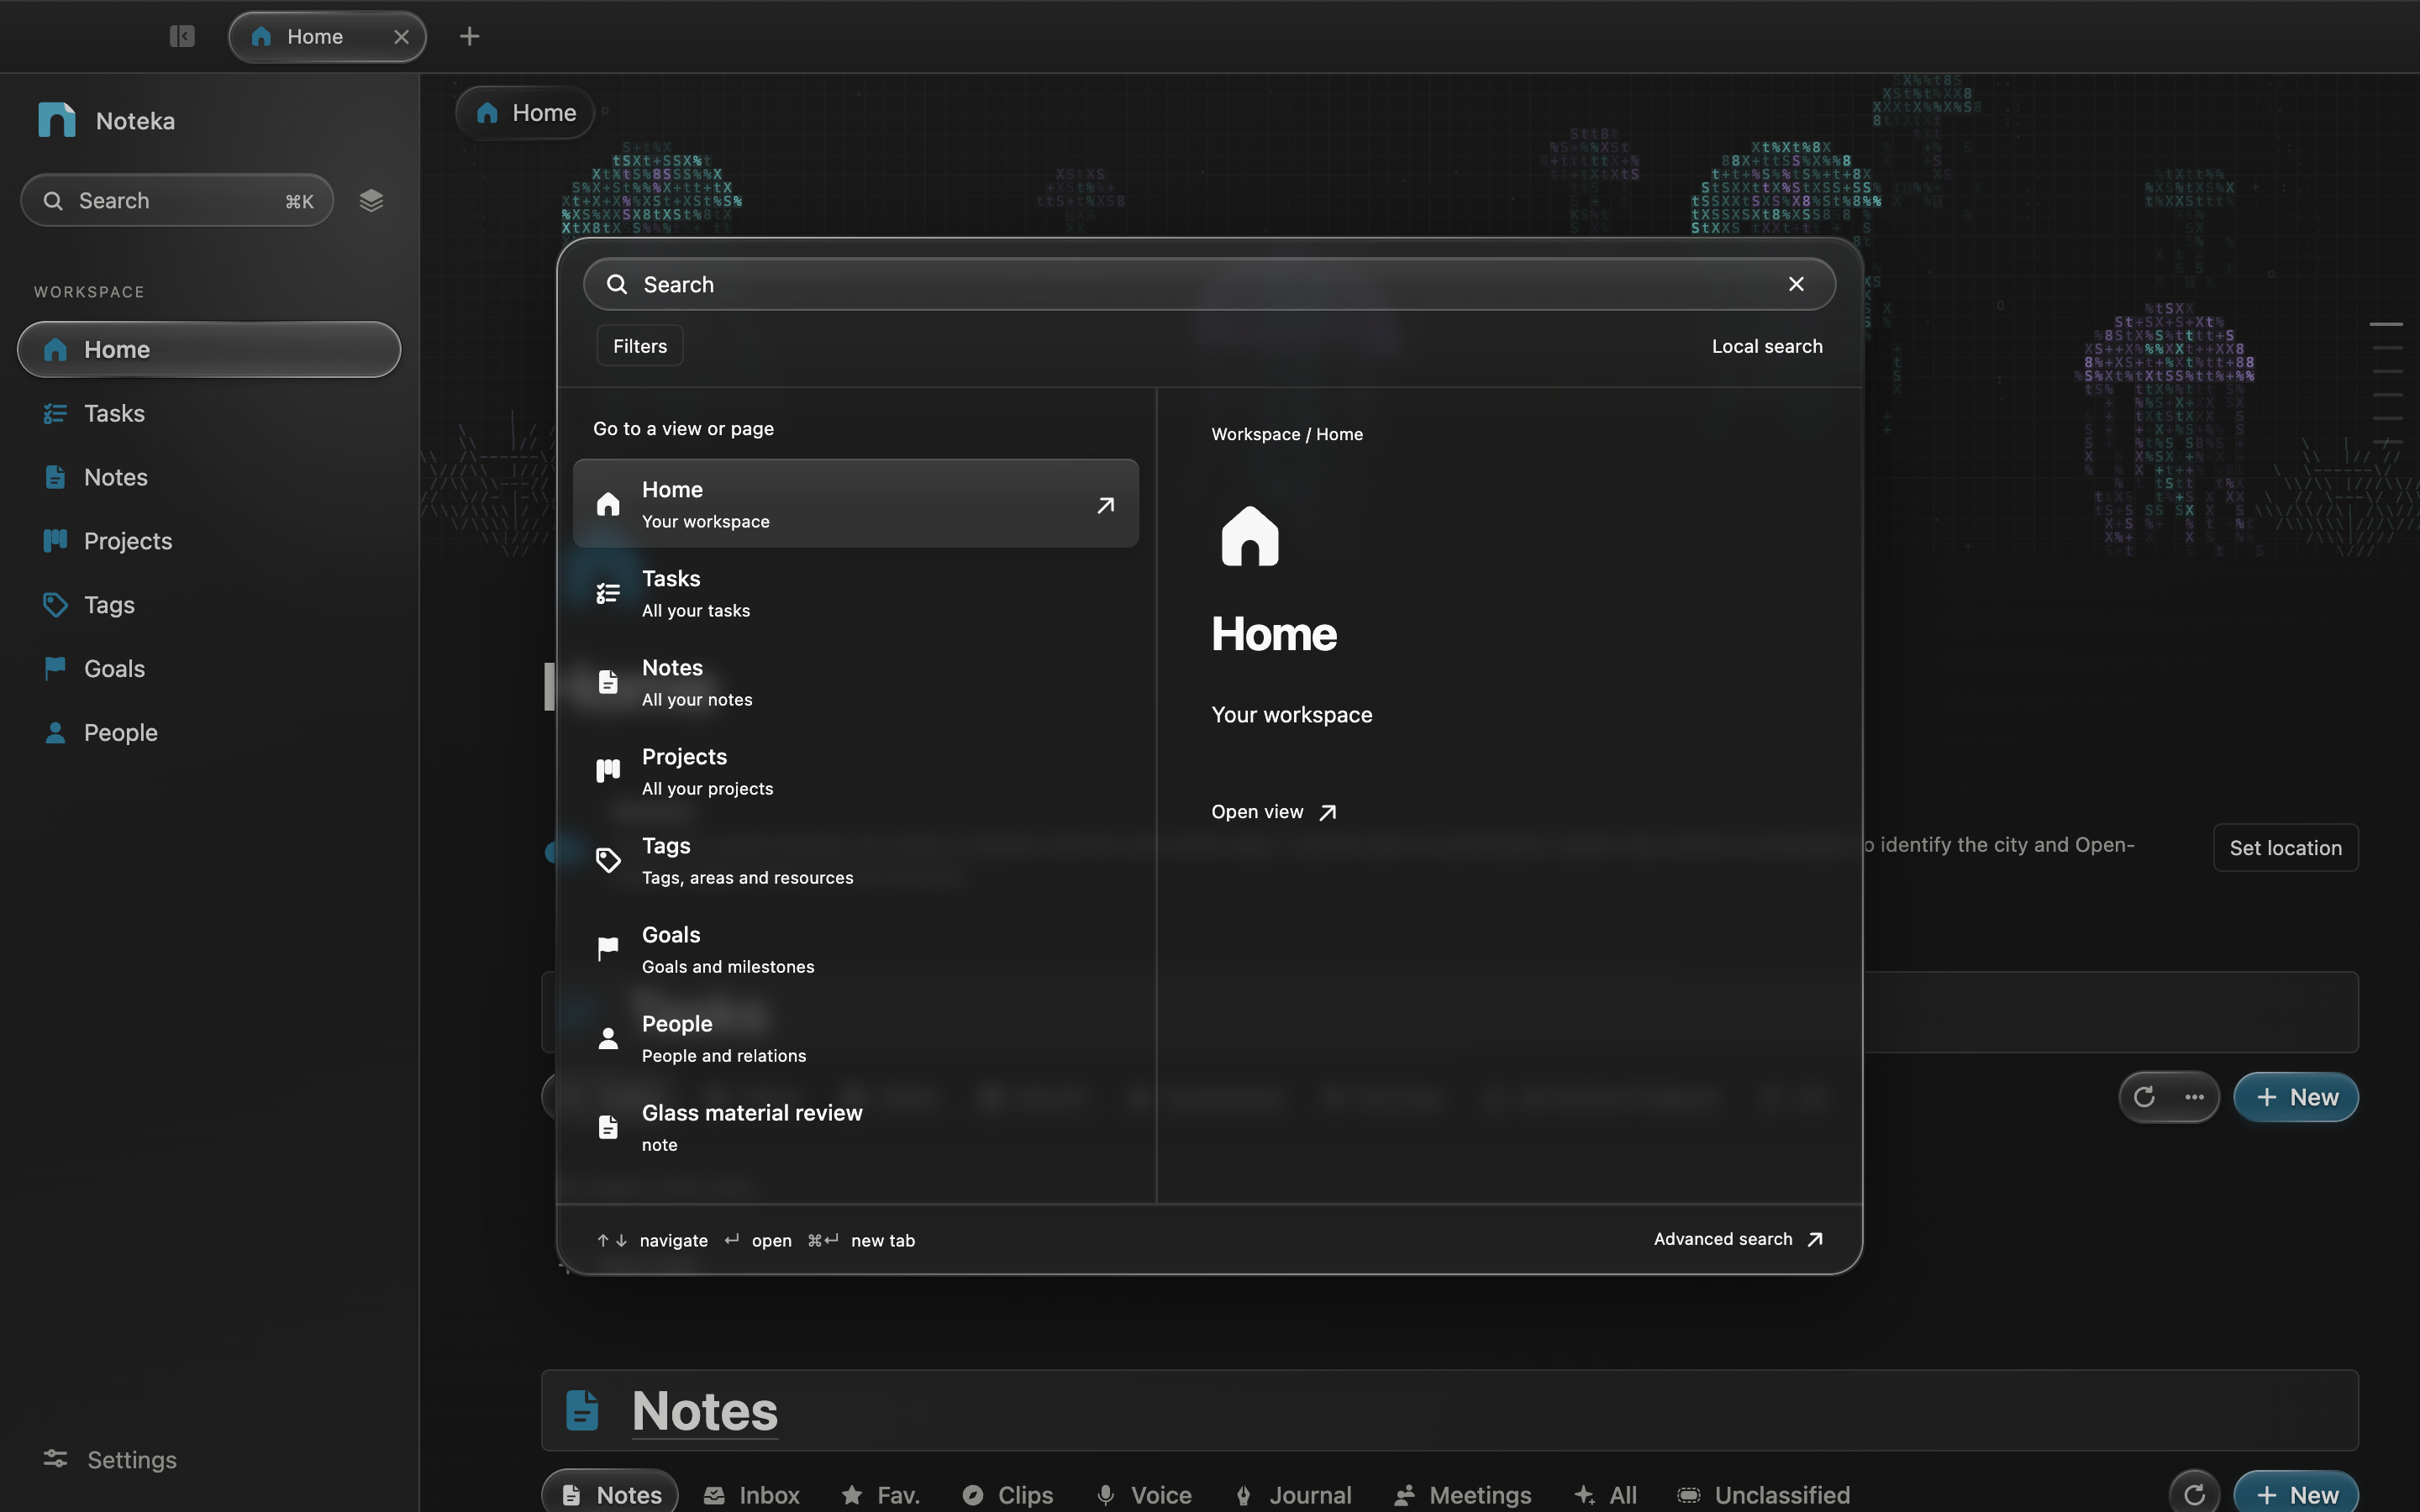 Home
Noteka
Home
Search ⌘K
WORKSPACE
Home
Tasks
Notes
Projects
Tags
Goals
People
Settings
Search
Filters
Local search
Go to a view or page
Home
Your workspace
Tasks
All your tasks
Notes
All your notes
Projects
All your projects
Tags
Tags, areas and resources
Goals
Goals and milestones
People
People and relations
Glass material review
note
Workspace / Home
Home
Your workspace
Open view
↑ ↓ navigate ↵ open ⌘↵ new tab
Advanced search
identify the city and Open-
Set location
New
Notes
Notes Inbox Fav. Clips Voice Journal Meetings All Unclassified
New